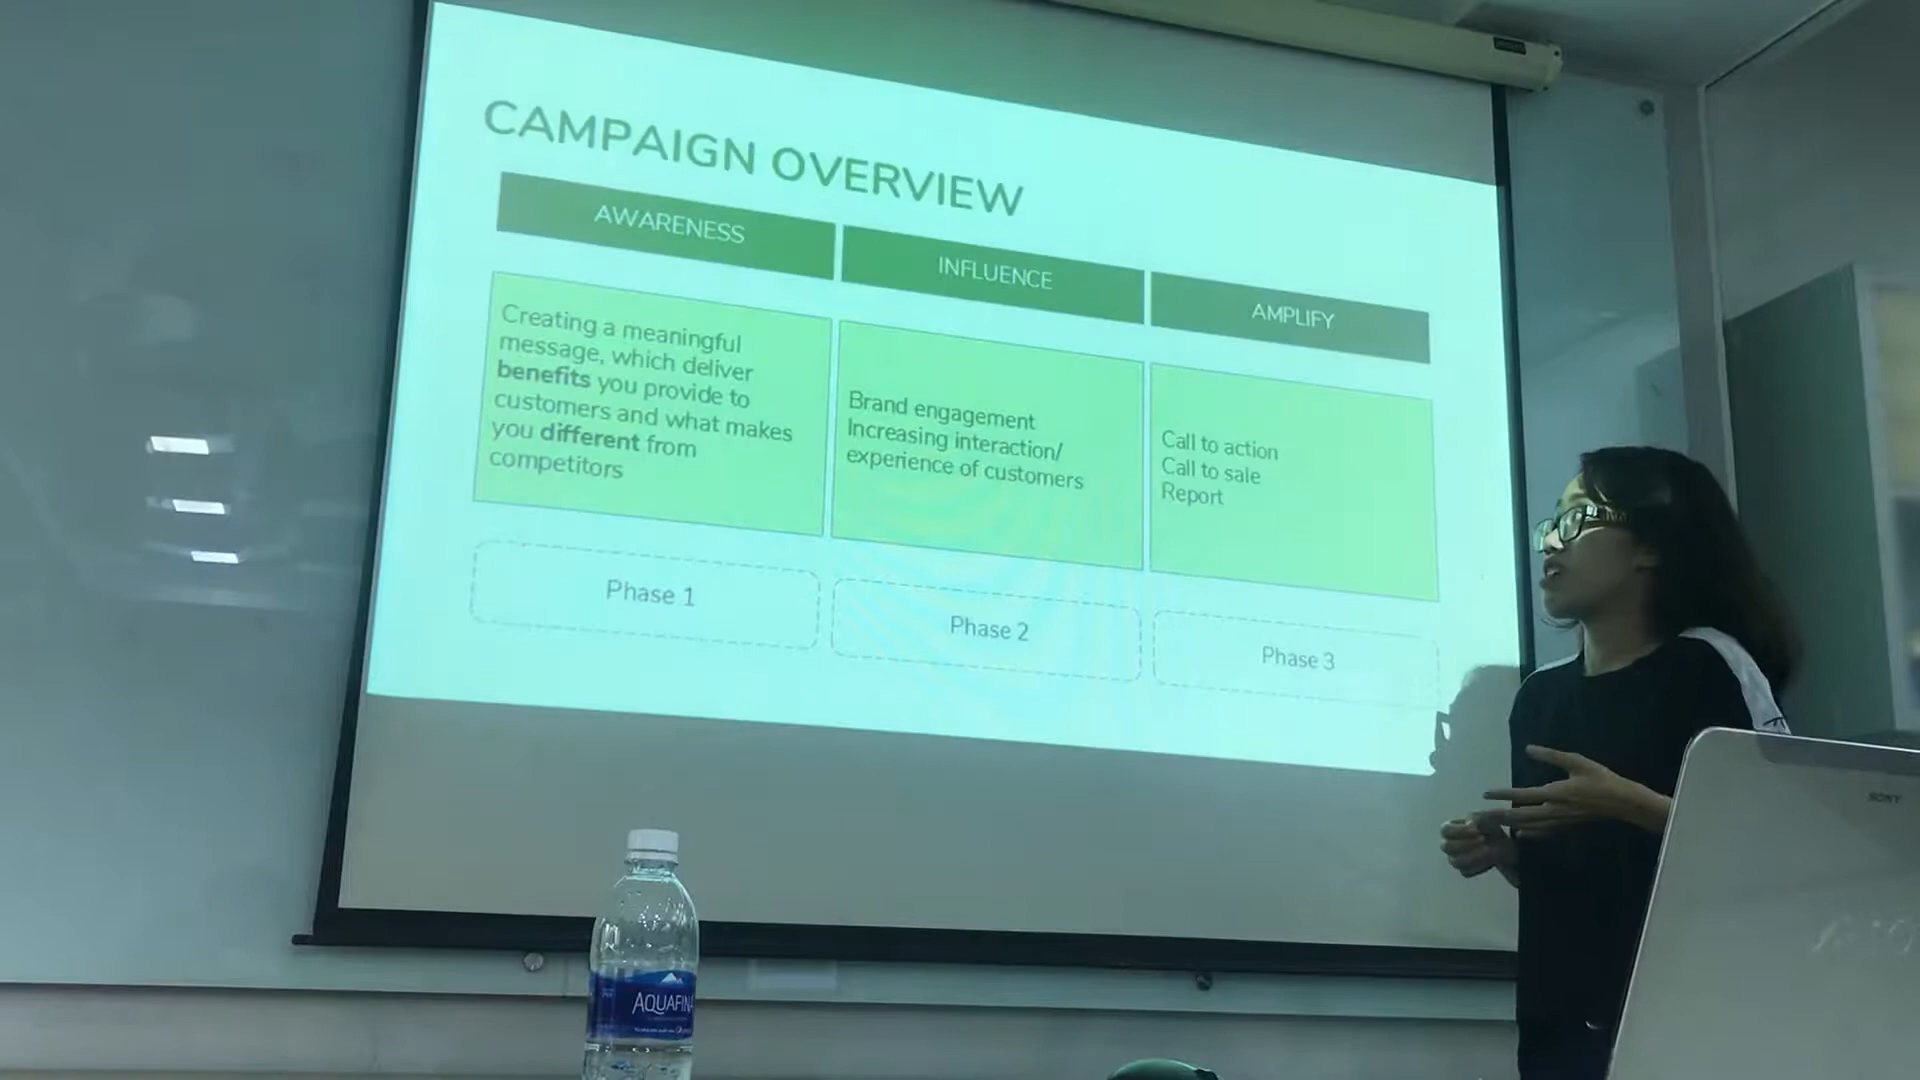 CAMPAIGN OVERVIEW
AWARENESS
INFLUENCE
AMPLIFY
Creating a meaningful
message, which deliver
benefits you provide to
customers and what makes
you different from
competitors
Brand engagement
Increasing interaction/
experience of customers
Call to action
Call to sale
Report
Phase 1
Phase 2
Phase 3
SONY
AQUAFINA